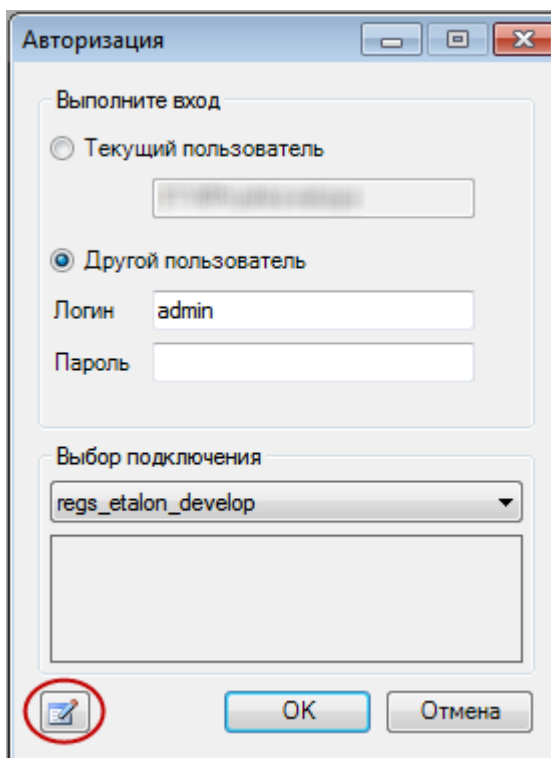 Авторизация
Выполните вход
Текущий пользователь
Другой пользователь
Логин admin
Пароль
Выбор подключения
regs_etalon_develop
OK Отмена